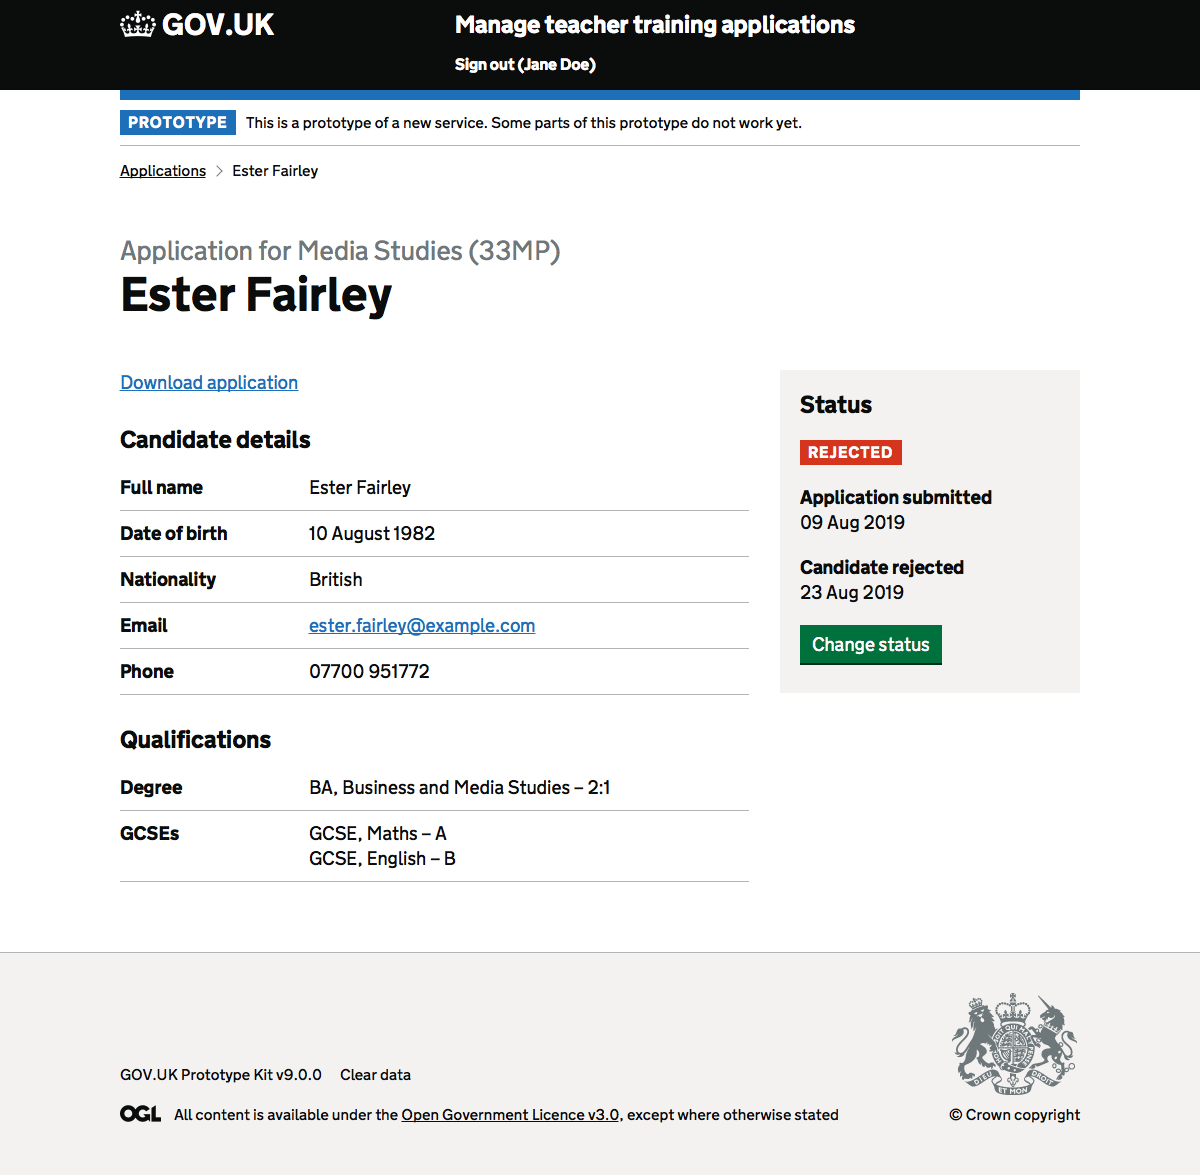 GOV.UK
Manage teacher training applications
Sign out (Jane Doe)
PROTOTYPE This is a prototype of a new service. Some parts of this prototype do not work yet.
Applications > Ester Fairley
Application for Media Studies (33MP)
Ester Fairley
Download application
Candidate details
Full name Ester Fairley
Date of birth 10 August 1982
Nationality British
Email ester.fairley@example.com
Phone 07700 951772
Qualifications
Degree BA, Business and Media Studies – 2:1
GCSEs GCSE, Maths – A
GCSE, English – B
Status
REJECTED
Application submitted
09 Aug 2019
Candidate rejected
23 Aug 2019
Change status
GOV.UK Prototype Kit v9.0.0 Clear data
OGL All content is available under the Open Government Licence v3.0, except where otherwise stated
DIEU ET MON DROIT
© Crown copyright